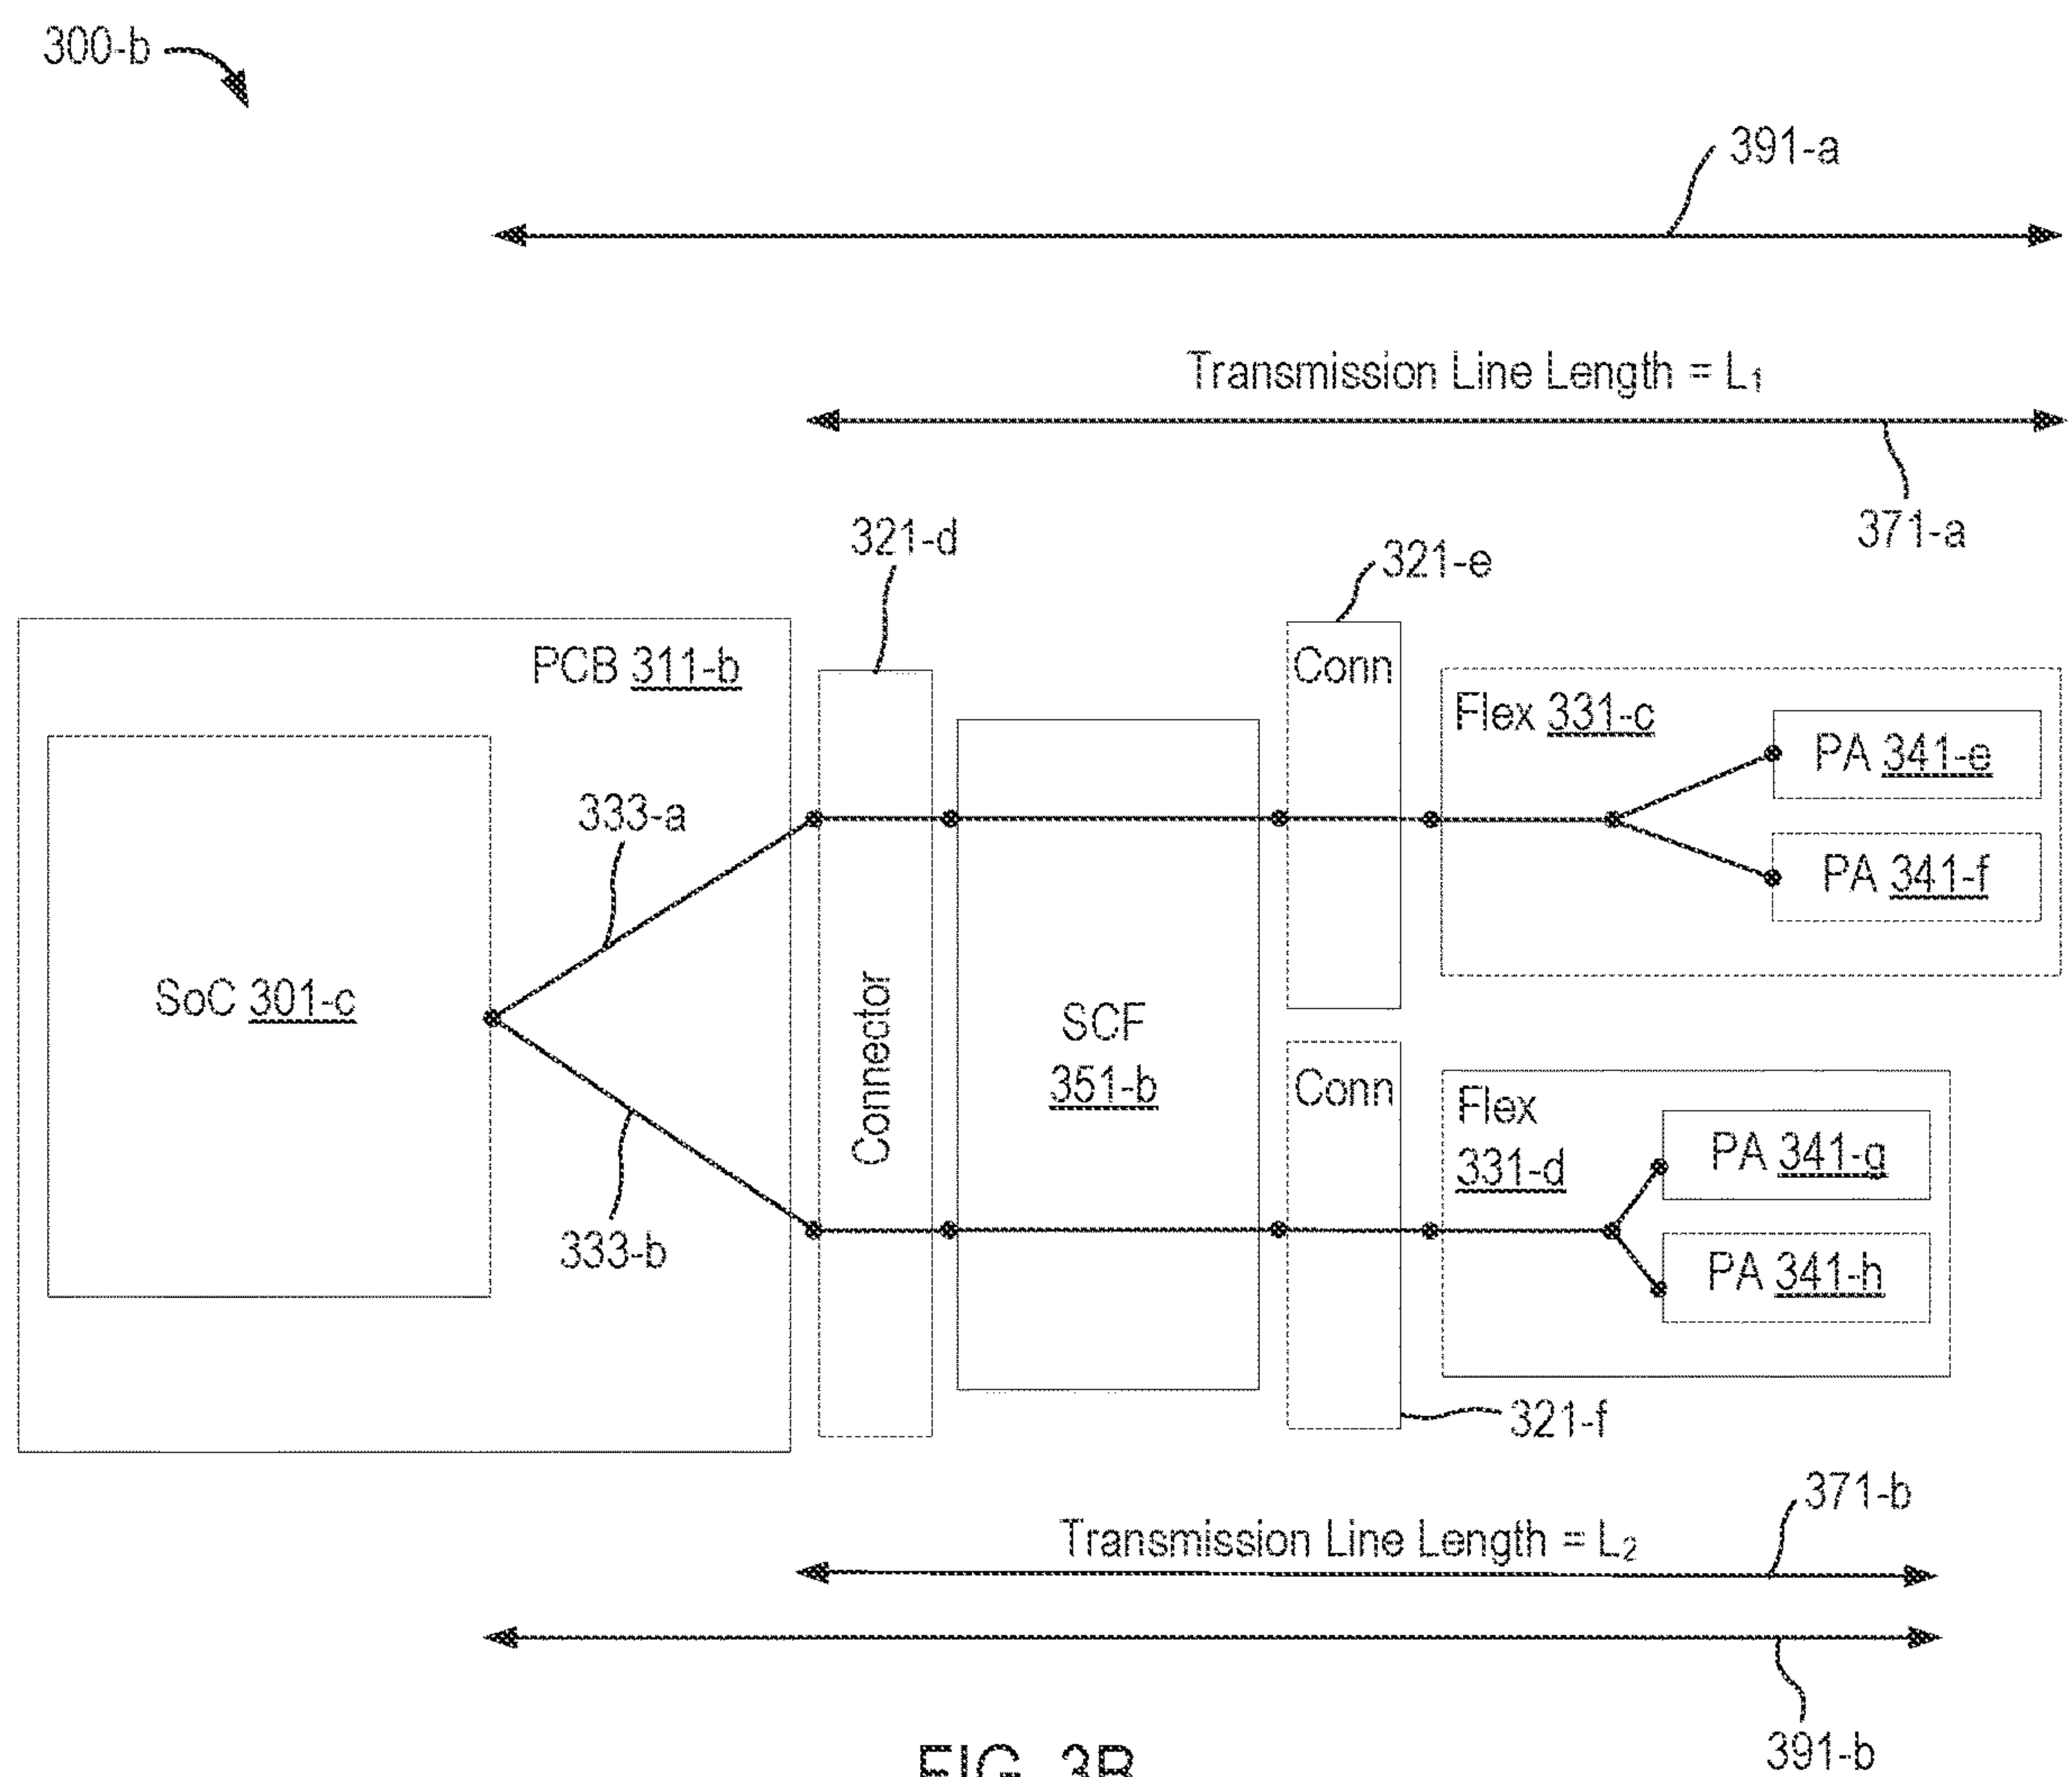 300-b
391-a
Transmission Line Length = L₁
371-a
321-d
321-e
PCB 311-b
Conn
Flex 331-c
PA 341-e
333-a
PA 341-f
SoC 301-c
Connector
SCF
351-b
Conn
Flex
331-d
PA 341-g
333-b
PA 341-h
321-f
371-b
Transmission Line Length = L₂
391-b
FIG. 3B